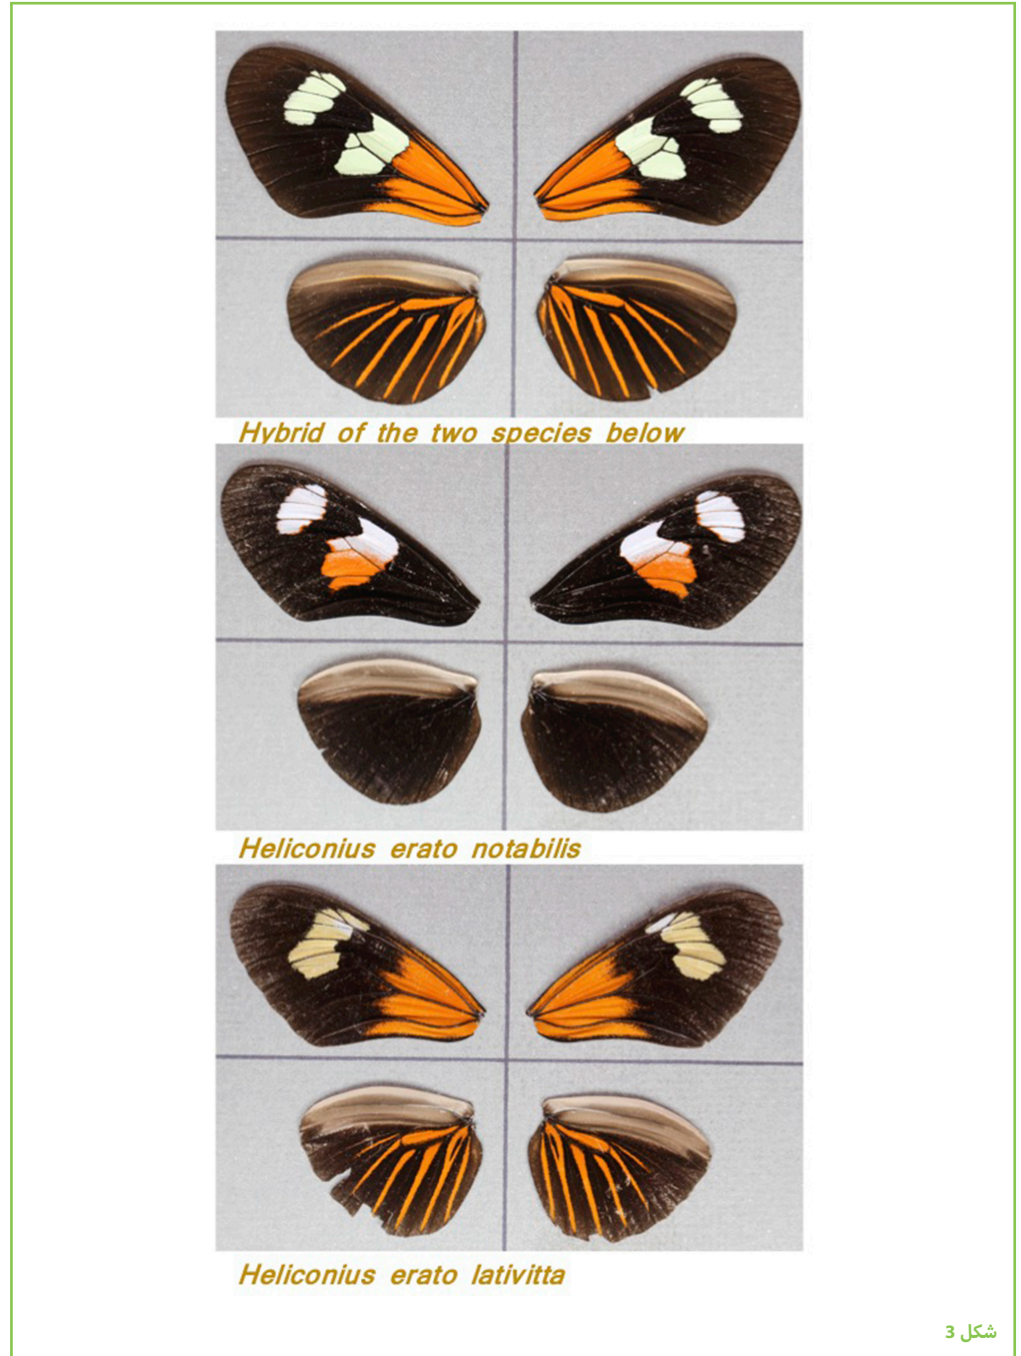 Hybrid of the two species below
Heliconius erato notabilis
Heliconius erato lativitta
شكل 3